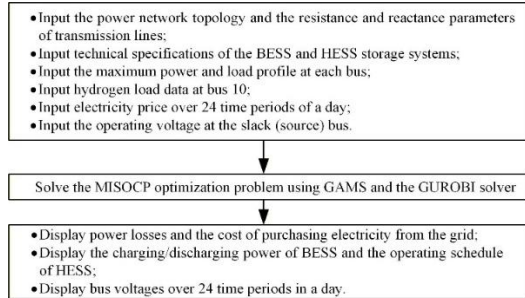 •Input the power network topology and the resistance and reactance parameters
of transmission lines;
•Input technical specifications of the BESS and HESS storage systems;
•Input the maximum power and load profile at each bus;
•Input hydrogen load data at bus 10;
•Input electricity price over 24 time periods of a day;
•Input the operating voltage at the slack (source) bus.
Solve the MISOCP optimization problem using GAMS and the GUROBI solver
•Display power losses and the cost of purchasing electricity from the grid;
•Display the charging/discharging power of BESS and the operating schedule
of HESS;
•Display bus voltages over 24 time periods in a day.